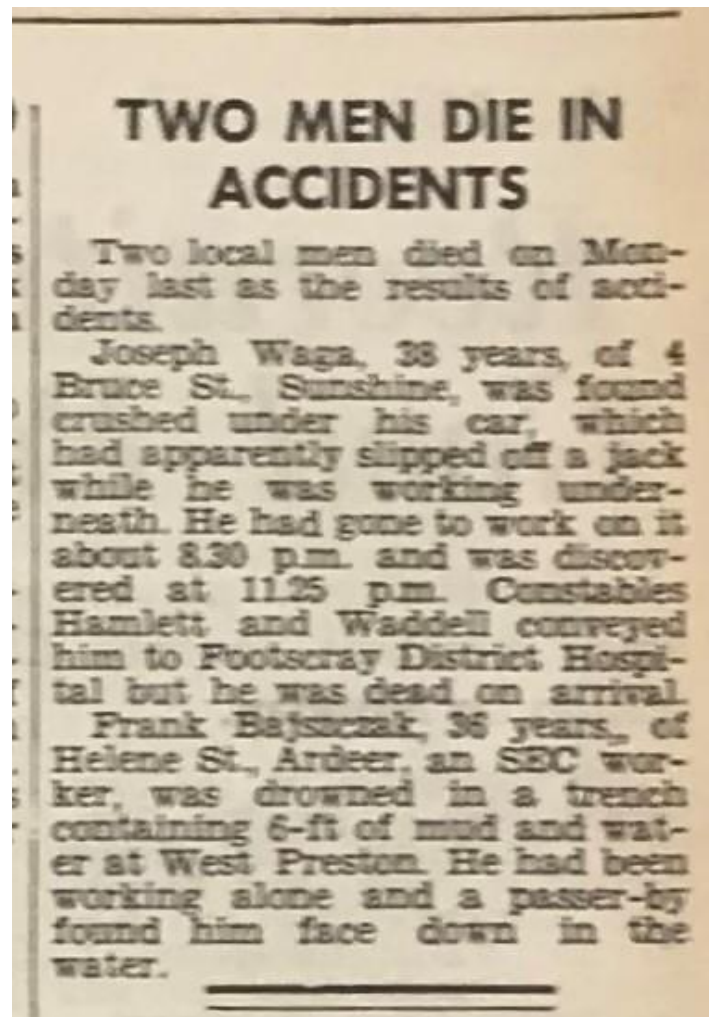 TWO MEN DIE IN
ACCIDENTS
Two local men died on Mon-
day last as the results of acci-
dents.
Joseph Waga, 38 years, of 4
Bruce St., Sunshine, was found
crushed under his car, which
had apparently slipped off a jack
while he was working under-
neath. He had gone to work on it
about 8.30 p.m. and was discov-
ered at 11.25 p.m. Constables
Hamlett and Waddell conveyed
him to Footscray District Hospi-
tal but he was dead on arrival.
Frank Bajszczak, 36 years,, of
Helene St., Ardeer, an SEC wor-
ker, was drowned in a trench
containing 6-ft of mud and wat-
er at West Preston. He had been
working alone and a passer-by
found him face down in the
water.